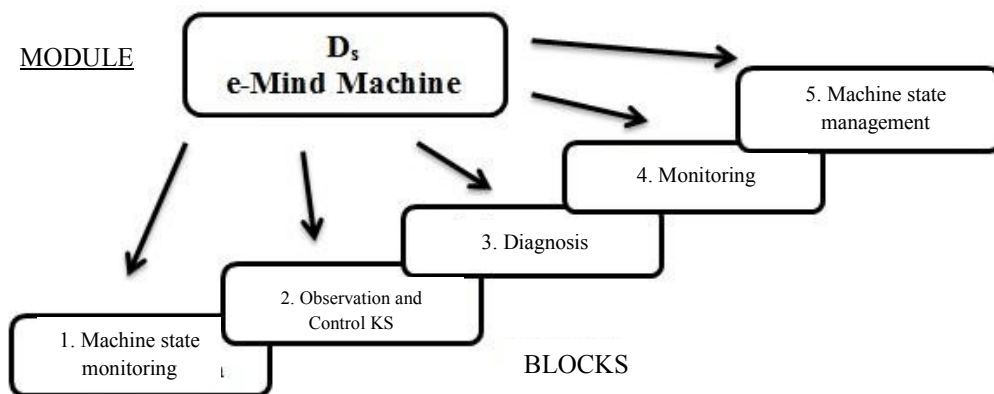 MODULE
Dₛ
e-Mind Machine
5. Machine state
management
4. Monitoring
3. Diagnosis
2. Observation and
Control KS
1. Machine state
monitoring
BLOCKS